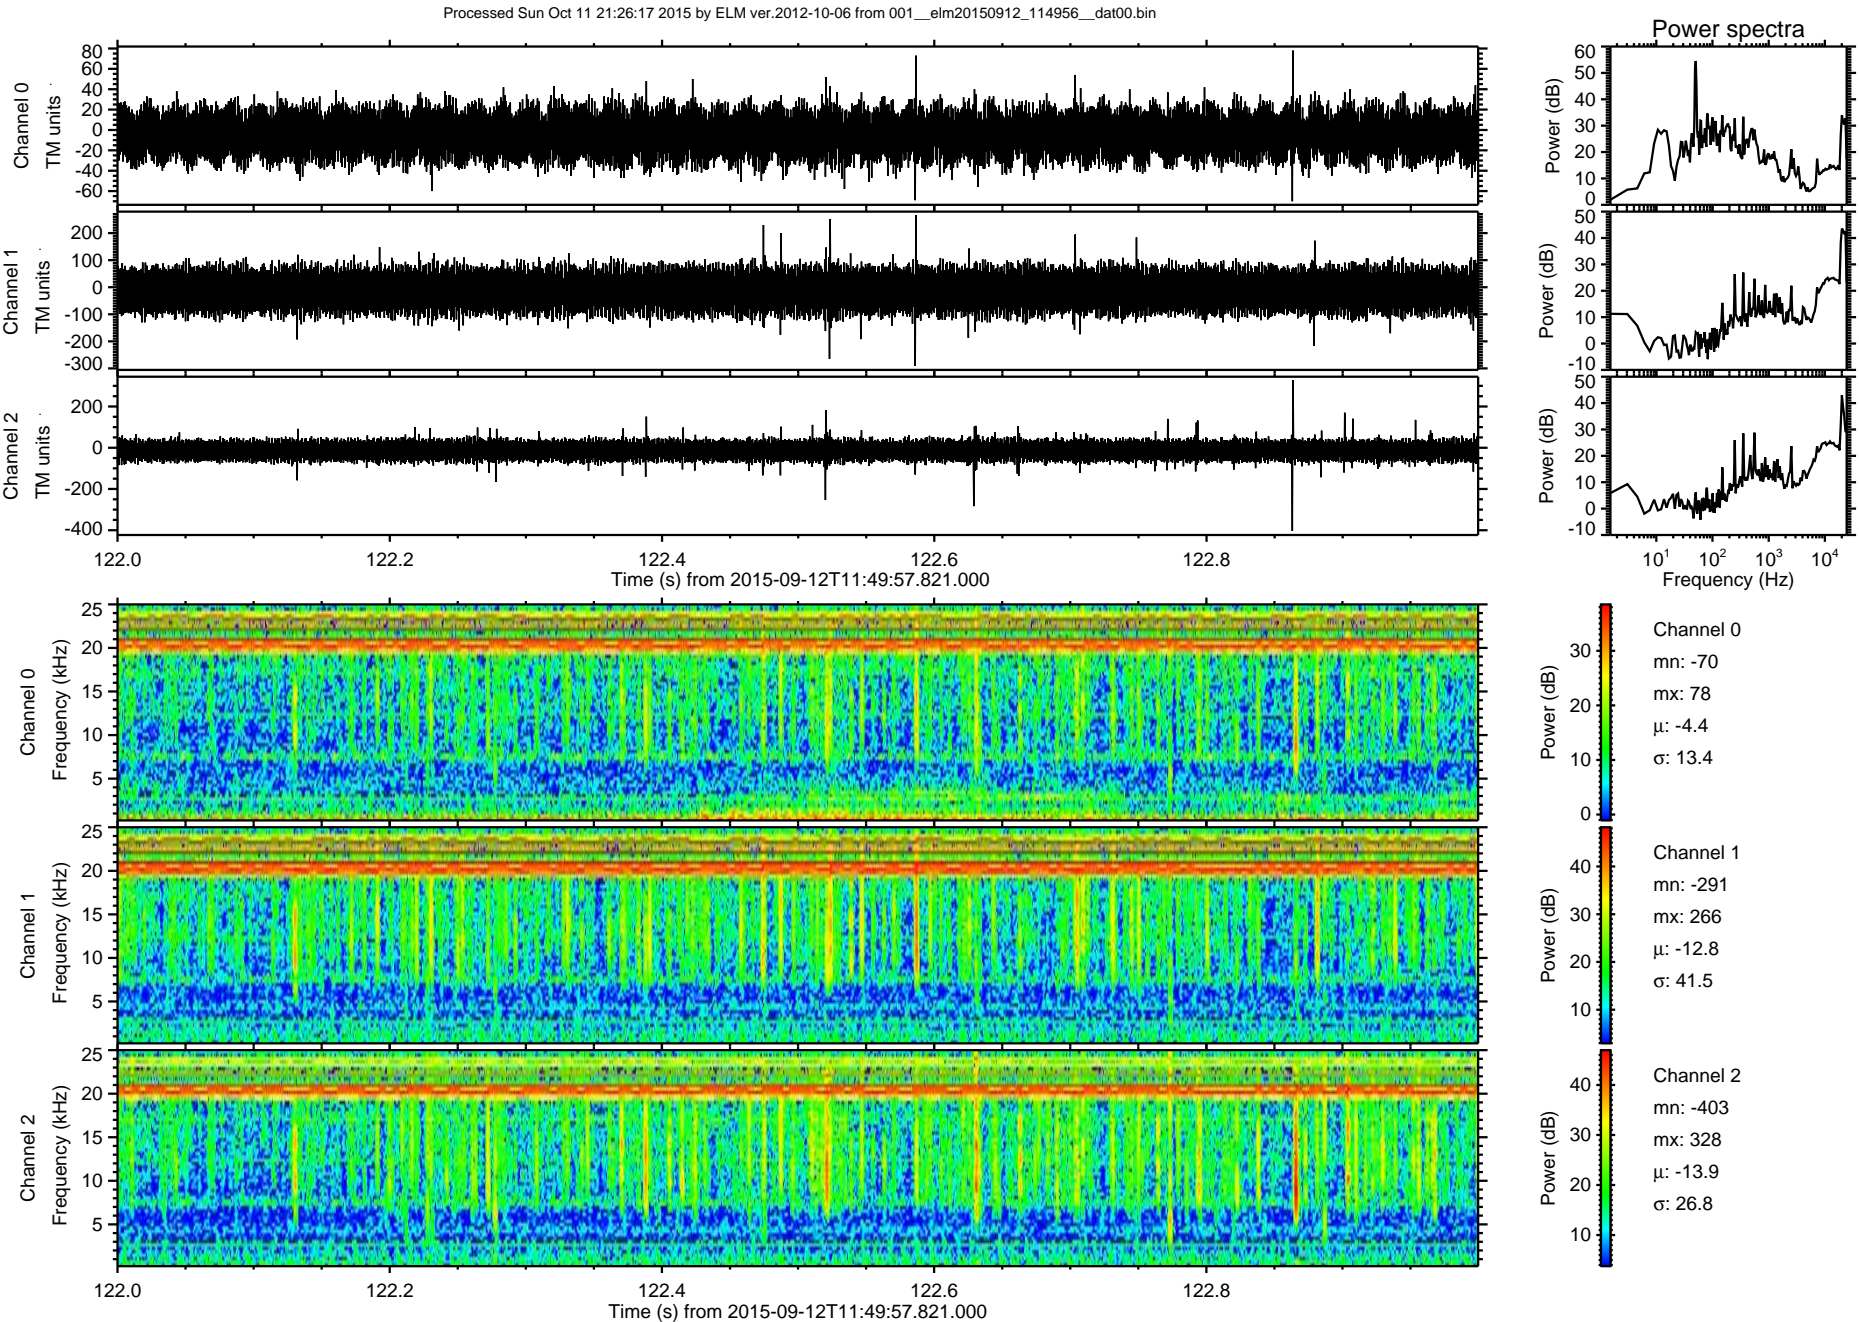 Processed Sun Oct 11 21:26:17 2015 by ELM ver.2012-10-06 from 001__elm20150912_114956__dat00.bin
Power spectra
Channel 0
TM units
80
60
40
20
0
-20
-40
-60
Power (dB)
60
50
40
30
20
10
0
Channel 1
TM units
200
100
0
-100
-200
-300
Power (dB)
50
40
30
20
10
0
-10
Channel 2
TM units
200
0
-200
-400
Power (dB)
50
40
30
20
10
0
-10
122.0 122.2 122.4 122.6 122.8
Time (s) from 2015-09-12T11:49:57.821.000
10^1 10^2 10^3 10^4
Frequency (Hz)
Channel 0
Frequency (kHz)
25
20
15
10
5
Power (dB)
30
20
10
0
Channel 0
mn: -70
mx: 78
μ: -4.4
σ: 13.4
Channel 1
Frequency (kHz)
25
20
15
10
5
Power (dB)
40
30
20
10
Channel 1
mn: -291
mx: 266
μ: -12.8
σ: 41.5
Channel 2
Frequency (kHz)
25
20
15
10
5
Power (dB)
40
30
20
10
Channel 2
mn: -403
mx: 328
μ: -13.9
σ: 26.8
122.0 122.2 122.4 122.6 122.8
Time (s) from 2015-09-12T11:49:57.821.000